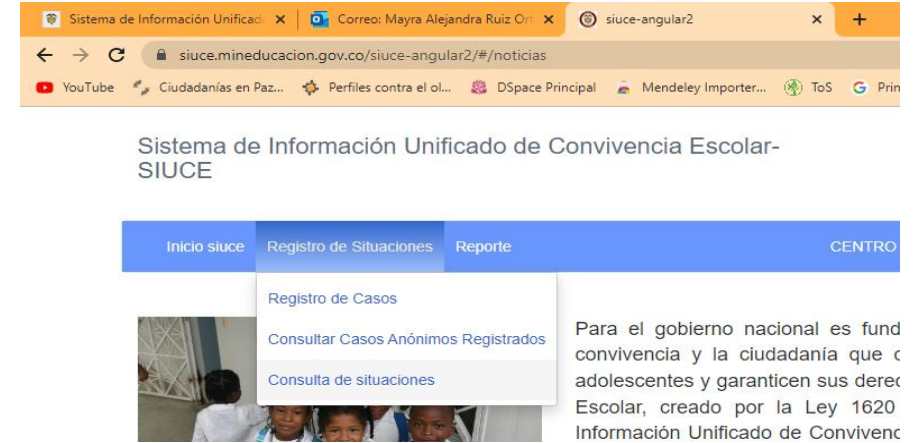 Sistema de Información Unificad
Correo: Mayra Alejandra Ruiz Ort
siuce-angular2
siuce.mineducacion.gov.co/siuce-angular2/#/noticias
YouTube
Ciudadanías en Paz...
Perfiles contra el ol...
DSpace Principal
Mendeley Importer...
ToS
Prin
Sistema de Información Unificado de Convivencia Escolar-
SIUCE
Inicio siuce
Registro de Situaciones
Reporte
CENTRO
Registro de Casos
Consultar Casos Anónimos Registrados
Consulta de situaciones
Para el gobierno nacional es fund
convivencia y la ciudadanía que
adolescentes y garanticen sus dere
Escolar, creado por la Ley 1620
Información Unificado de Convivenc